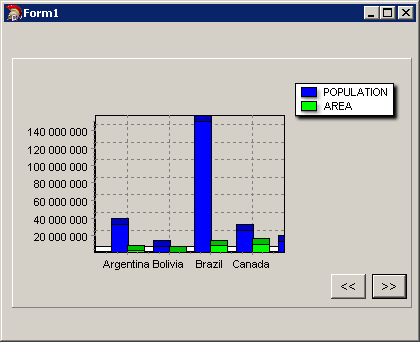 Form1
POPULATION
AREA
140 000 000
120 000 000
100 000 000
80 000 000
60 000 000
40 000 000
20 000 000
Argentina Bolivia Brazil Canada
<< >>